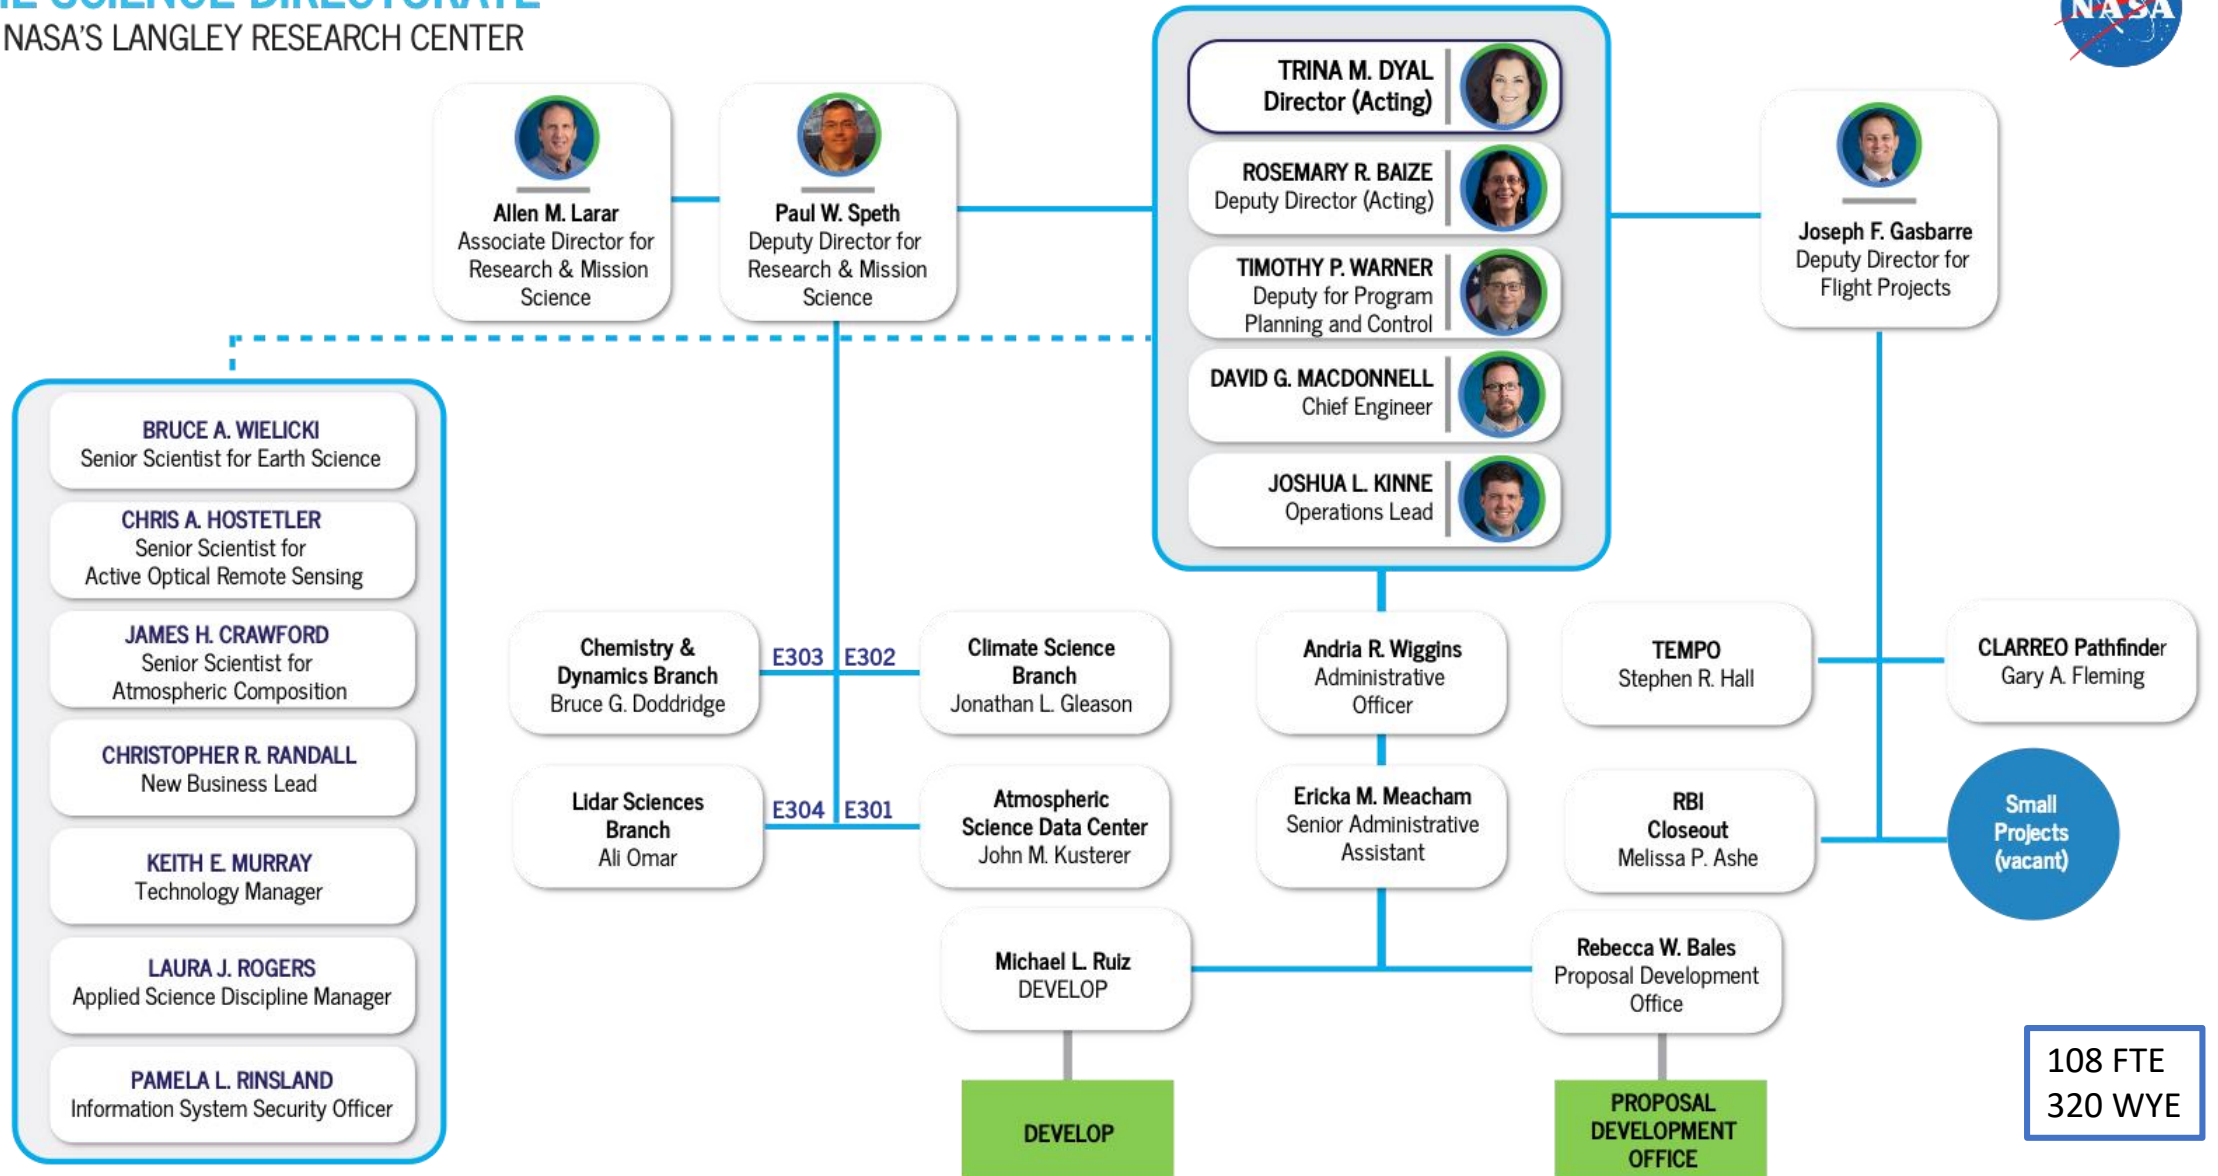 THE SCIENCE DIRECTORATE
NASA'S LANGLEY RESEARCH CENTER
NASA
TRINA M. DYAL
Director (Acting)
ROSEMARY R. BAIZE
Deputy Director (Acting)
TIMOTHY P. WARNER
Deputy for Program
Planning and Control
DAVID G. MACDONNELL
Chief Engineer
JOSHUA L. KINNE
Operations Lead
Allen M. Larar
Associate Director for
Research & Mission
Science
Paul W. Speth
Deputy Director for
Research & Mission
Science
Joseph F. Gasbarre
Deputy Director for
Flight Projects
BRUCE A. WIELICKI
Senior Scientist for Earth Science
CHRIS A. HOSTETLER
Senior Scientist for
Active Optical Remote Sensing
JAMES H. CRAWFORD
Senior Scientist for
Atmospheric Composition
CHRISTOPHER R. RANDALL
New Business Lead
KEITH E. MURRAY
Technology Manager
LAURA J. ROGERS
Applied Science Discipline Manager
PAMELA L. RINSLAND
Information System Security Officer
Chemistry &
Dynamics Branch
Bruce G. Doddridge
E303 E302
Climate Science
Branch
Jonathan L. Gleason
Lidar Sciences
Branch
Ali Omar
E304 E301
Atmospheric
Science Data Center
John M. Kusterer
Andria R. Wiggins
Administrative
Officer
Ericka M. Meacham
Senior Administrative
Assistant
TEMPO
Stephen R. Hall
CLARREO Pathfinder
Gary A. Fleming
RBI
Closeout
Melissa P. Ashe
Small
Projects
(vacant)
Michael L. Ruiz
DEVELOP
Rebecca W. Bales
Proposal Development
Office
DEVELOP
PROPOSAL
DEVELOPMENT
OFFICE
108 FTE
320 WYE